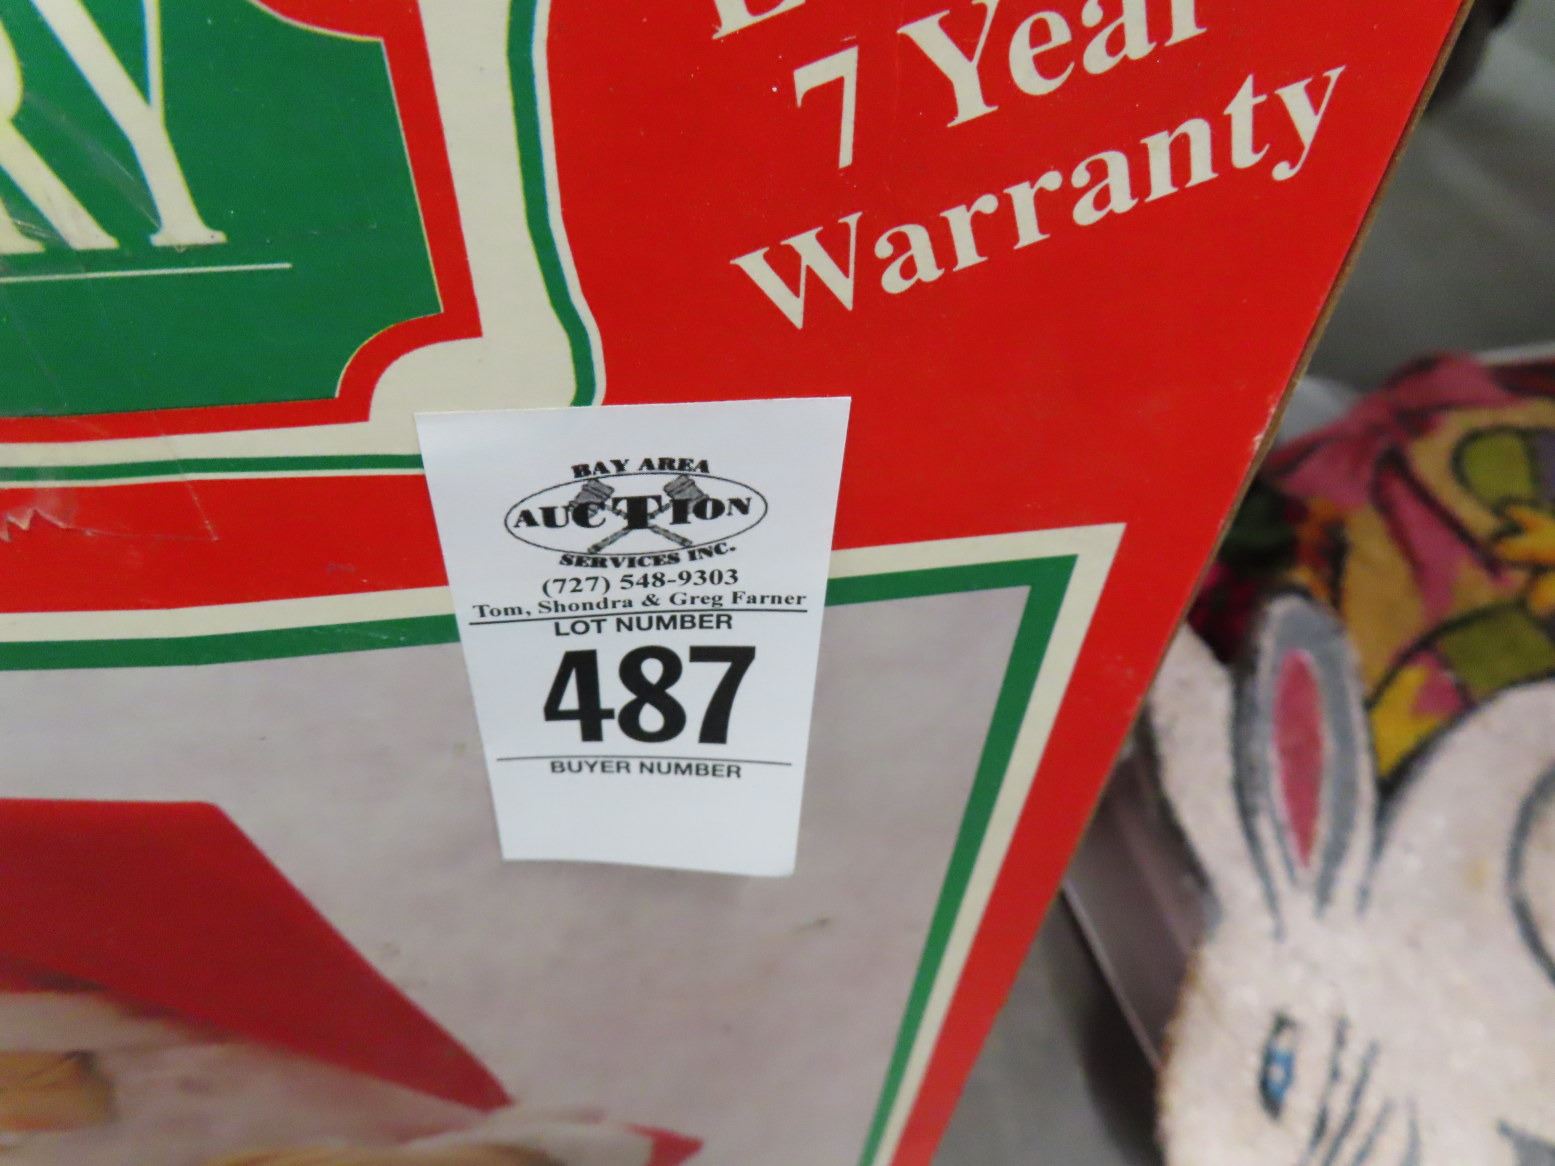 RY
7 Year
Warranty
BAY AREA
AUCTION
SERVICES INC.
(727) 548-9303
Tom, Shondra & Greg Farner
LOT NUMBER
487
BUYER NUMBER